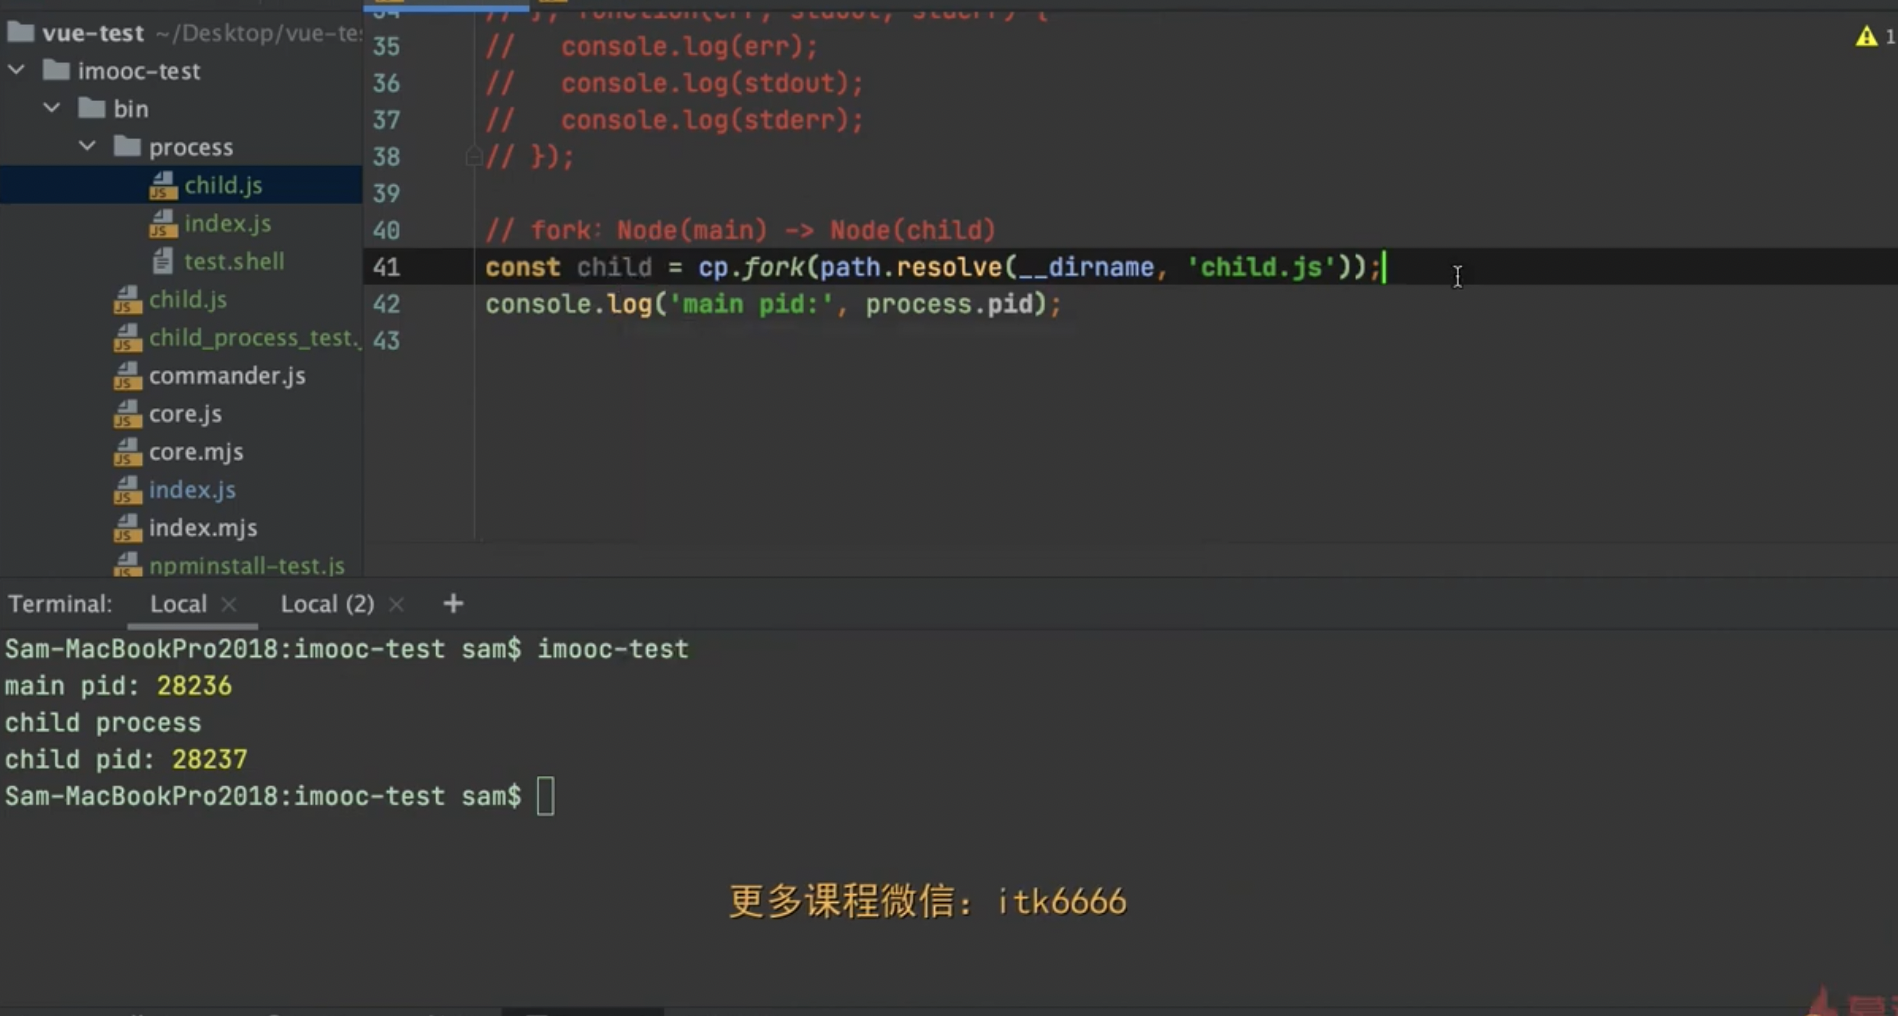 vue-test ~/Desktop/vue-te
imooc-test
bin
process
child.js
index.js
test.shell
child.js
child_process_test.
commander.js
core.js
core.mjs
index.js
index.mjs
npminstall-test.js
34 // }, function(err, stdout, stderr) {
35 //   console.log(err);
36 //   console.log(stdout);
37 //   console.log(stderr);
38 // });
39
40 // fork: Node(main) -> Node(child)
41 const child = cp.fork(path.resolve(__dirname, 'child.js'));
42 console.log('main pid:', process.pid);
43
1
Terminal: Local × Local (2) × +
Sam-MacBookPro2018:imooc-test sam$ imooc-test
main pid: 28236
child process
child pid: 28237
Sam-MacBookPro2018:imooc-test sam$
更多课程微信：itk6666